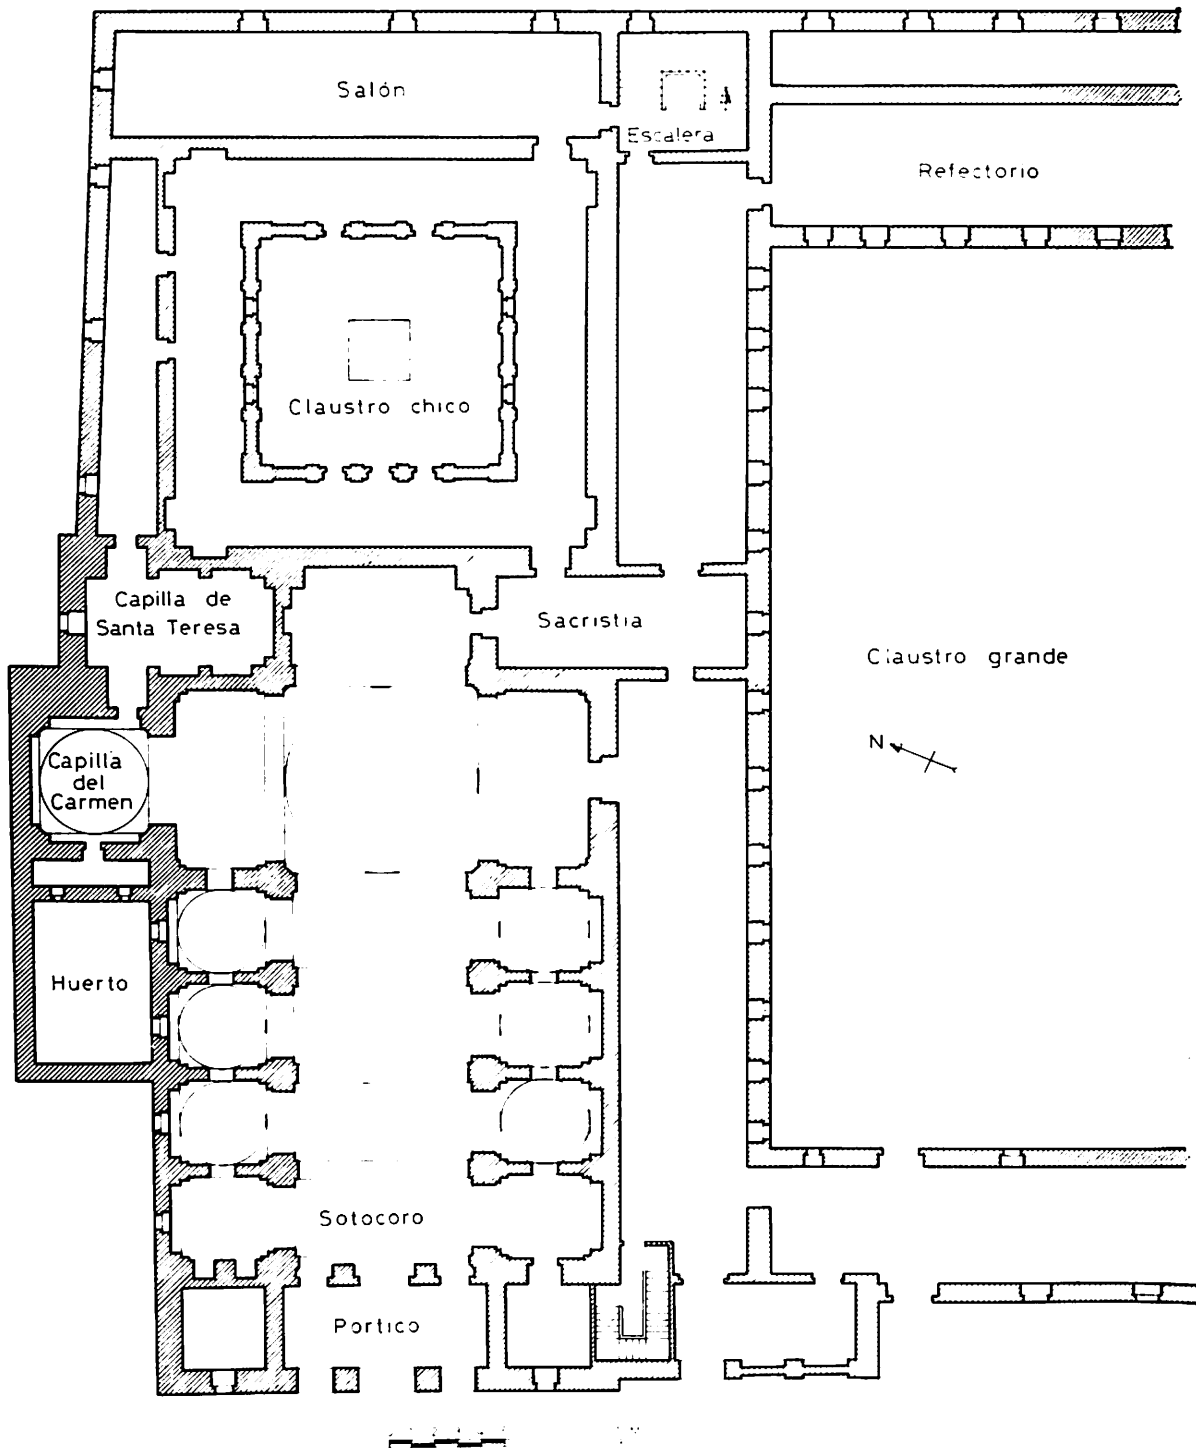 Salón
Escalera
Refectorio
Claustro chico
Capilla de
Santa Teresa
Sacristia
Claustro grande
N
Capilla
del
Carmen
Huerto
Sotocoro
Portico